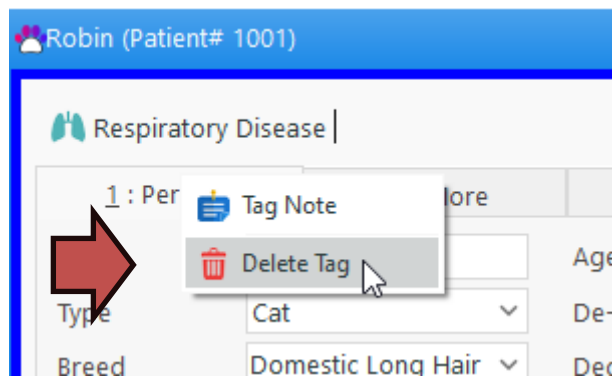 Robin (Patient# 1001)
Respiratory Disease
1 : Per
lore
Tag Note
Delete Tag
Age
Type
Cat
De-
Breed
Domestic Long Hair
Dec